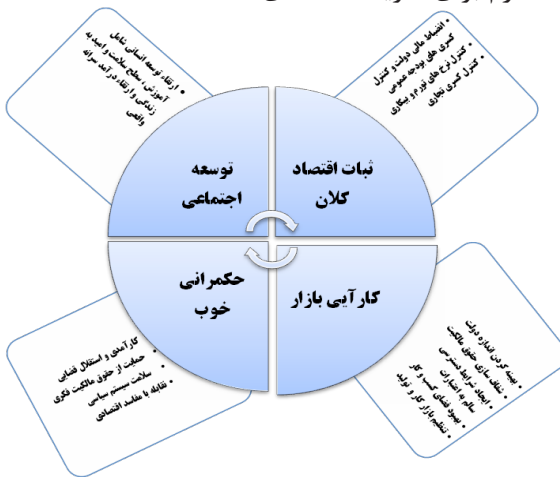 • انضباط مالی دولت و کنترل
کسری های بودجه عمومی
• کنترل نرخ های تورم و بیکاری
• کنترل کسری تجاری
• ارتقاء توسعه انسانی شامل
آموزش، سطح سلامت و امید به
زندگی و ارتقاء درآمد سرانه
واقعی
ثبات اقتصاد
کلان
توسعه
اجتماعی
کارآیی بازار
حکمرانی
خوب
• بهینه کردن اندازه دولت
• شفاف سازی حقوق مالکیت
• ایجاد شرایط دسترسی
سالم به اعتبارات
• بهبود فضای کسب و کار
• تنظیم بازار کار و تولید
کارآمدی و استقلال قضایی
• حمایت از حقوق مالکیت فکری
• سلامت سیستم سیاسی
• تقابله با مفاسد اقتصادی